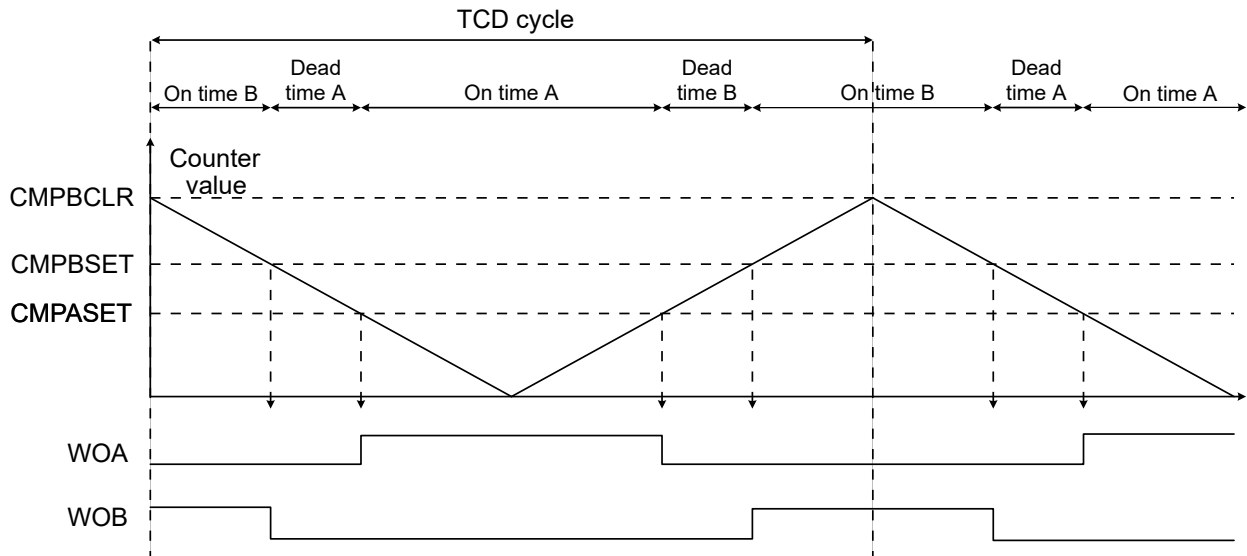 TCD cycle
On time B
Dead
time A
On time A
Dead
time B
On time B
Dead
time A
On time A
Counter
value
CMPBCLR
CMPBSET
CMPASET
WOA
WOB